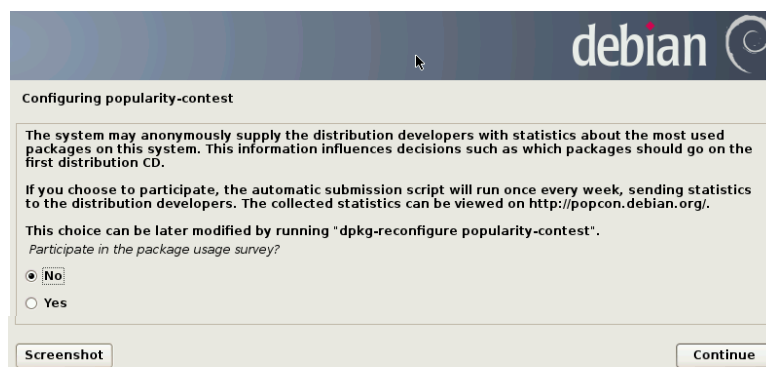 debian
Configuring popularity-contest
The system may anonymously supply the distribution developers with statistics about the most used
packages on this system. This information influences decisions such as which packages should go on the
first distribution CD.
If you choose to participate, the automatic submission script will run once every week, sending statistics
to the distribution developers. The collected statistics can be viewed on http://popcon.debian.org/.
This choice can be later modified by running "dpkg-reconfigure popularity-contest".
Participate in the package usage survey?
No
Yes
Screenshot
Continue